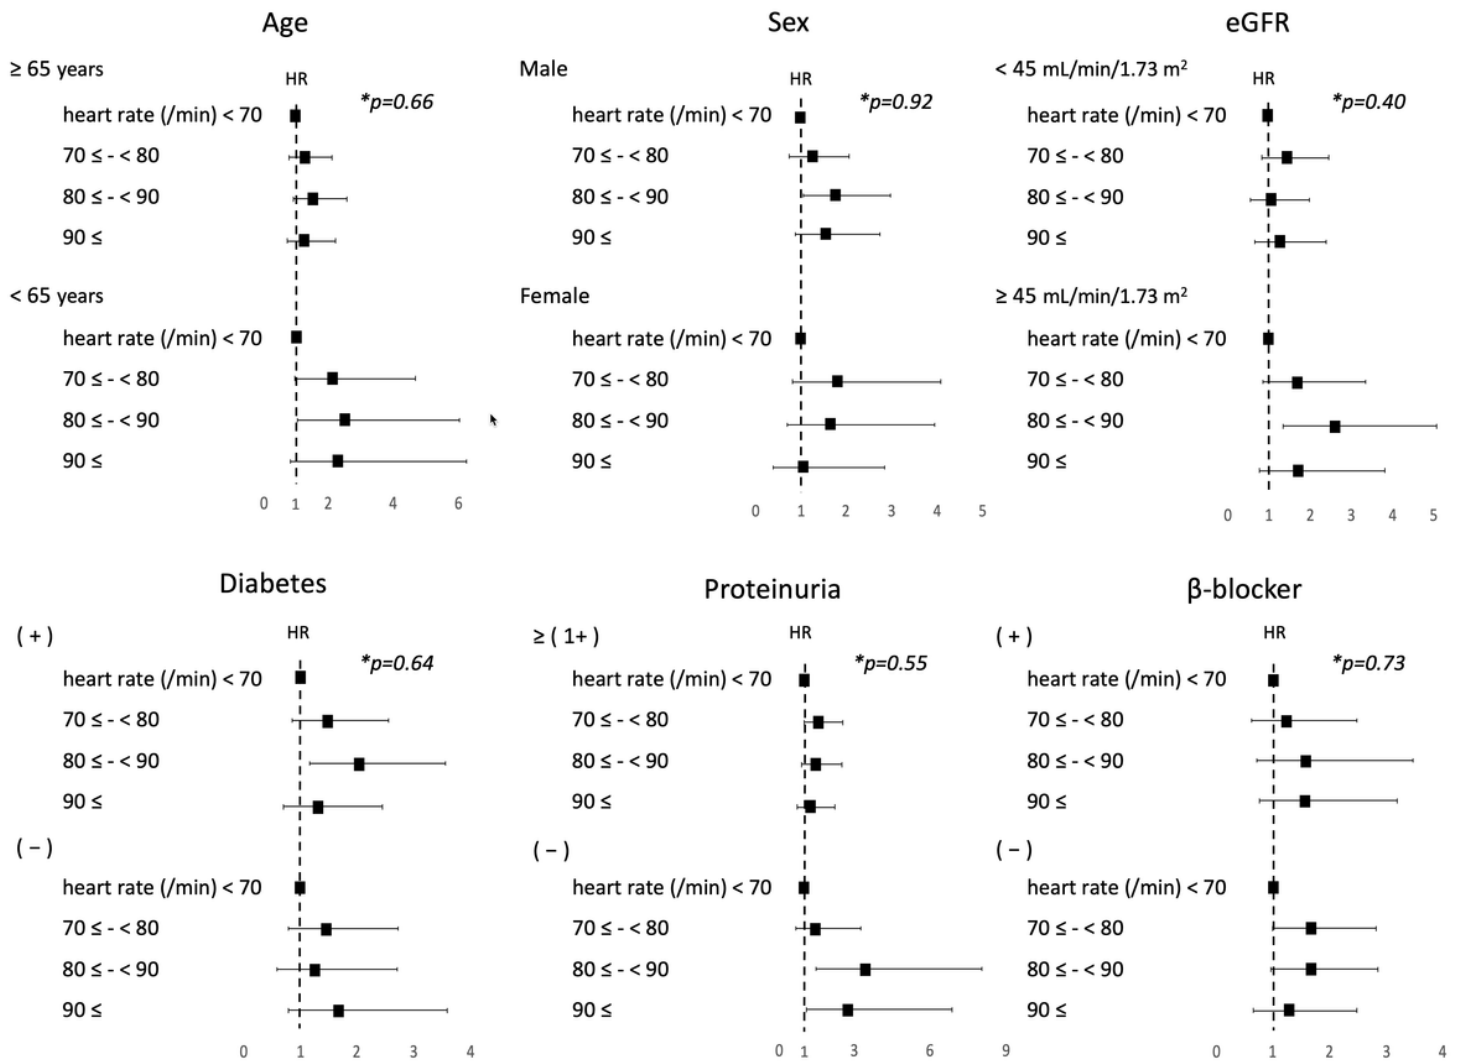 Age
≥ 65 years
HR
*p=0.66
heart rate (/min) < 70
70 ≤ - < 80
80 ≤ - < 90
90 ≤
< 65 years
heart rate (/min) < 70
70 ≤ - < 80
80 ≤ - < 90
90 ≤
0 1 2 4 6
Sex
Male
HR
*p=0.92
heart rate (/min) < 70
70 ≤ - < 80
80 ≤ - < 90
90 ≤
Female
heart rate (/min) < 70
70 ≤ - < 80
80 ≤ - < 90
90 ≤
0 1 2 3 4 5
eGFR
< 45 mL/min/1.73 m²
HR
*p=0.40
heart rate (/min) < 70
70 ≤ - < 80
80 ≤ - < 90
90 ≤
≥ 45 mL/min/1.73 m²
heart rate (/min) < 70
70 ≤ - < 80
80 ≤ - < 90
90 ≤
0 1 2 3 4 5
Diabetes
( + )
HR
*p=0.64
heart rate (/min) < 70
70 ≤ - < 80
80 ≤ - < 90
90 ≤
( − )
heart rate (/min) < 70
70 ≤ - < 80
80 ≤ - < 90
90 ≤
0 1 2 3 4
Proteinuria
≥ ( 1+ )
HR
*p=0.55
heart rate (/min) < 70
70 ≤ - < 80
80 ≤ - < 90
90 ≤
( − )
heart rate (/min) < 70
70 ≤ - < 80
80 ≤ - < 90
90 ≤
0 1 3 6 9
β-blocker
( + )
HR
*p=0.73
heart rate (/min) < 70
70 ≤ - < 80
80 ≤ - < 90
90 ≤
( − )
heart rate (/min) < 70
70 ≤ - < 80
80 ≤ - < 90
90 ≤
0 1 2 3 4